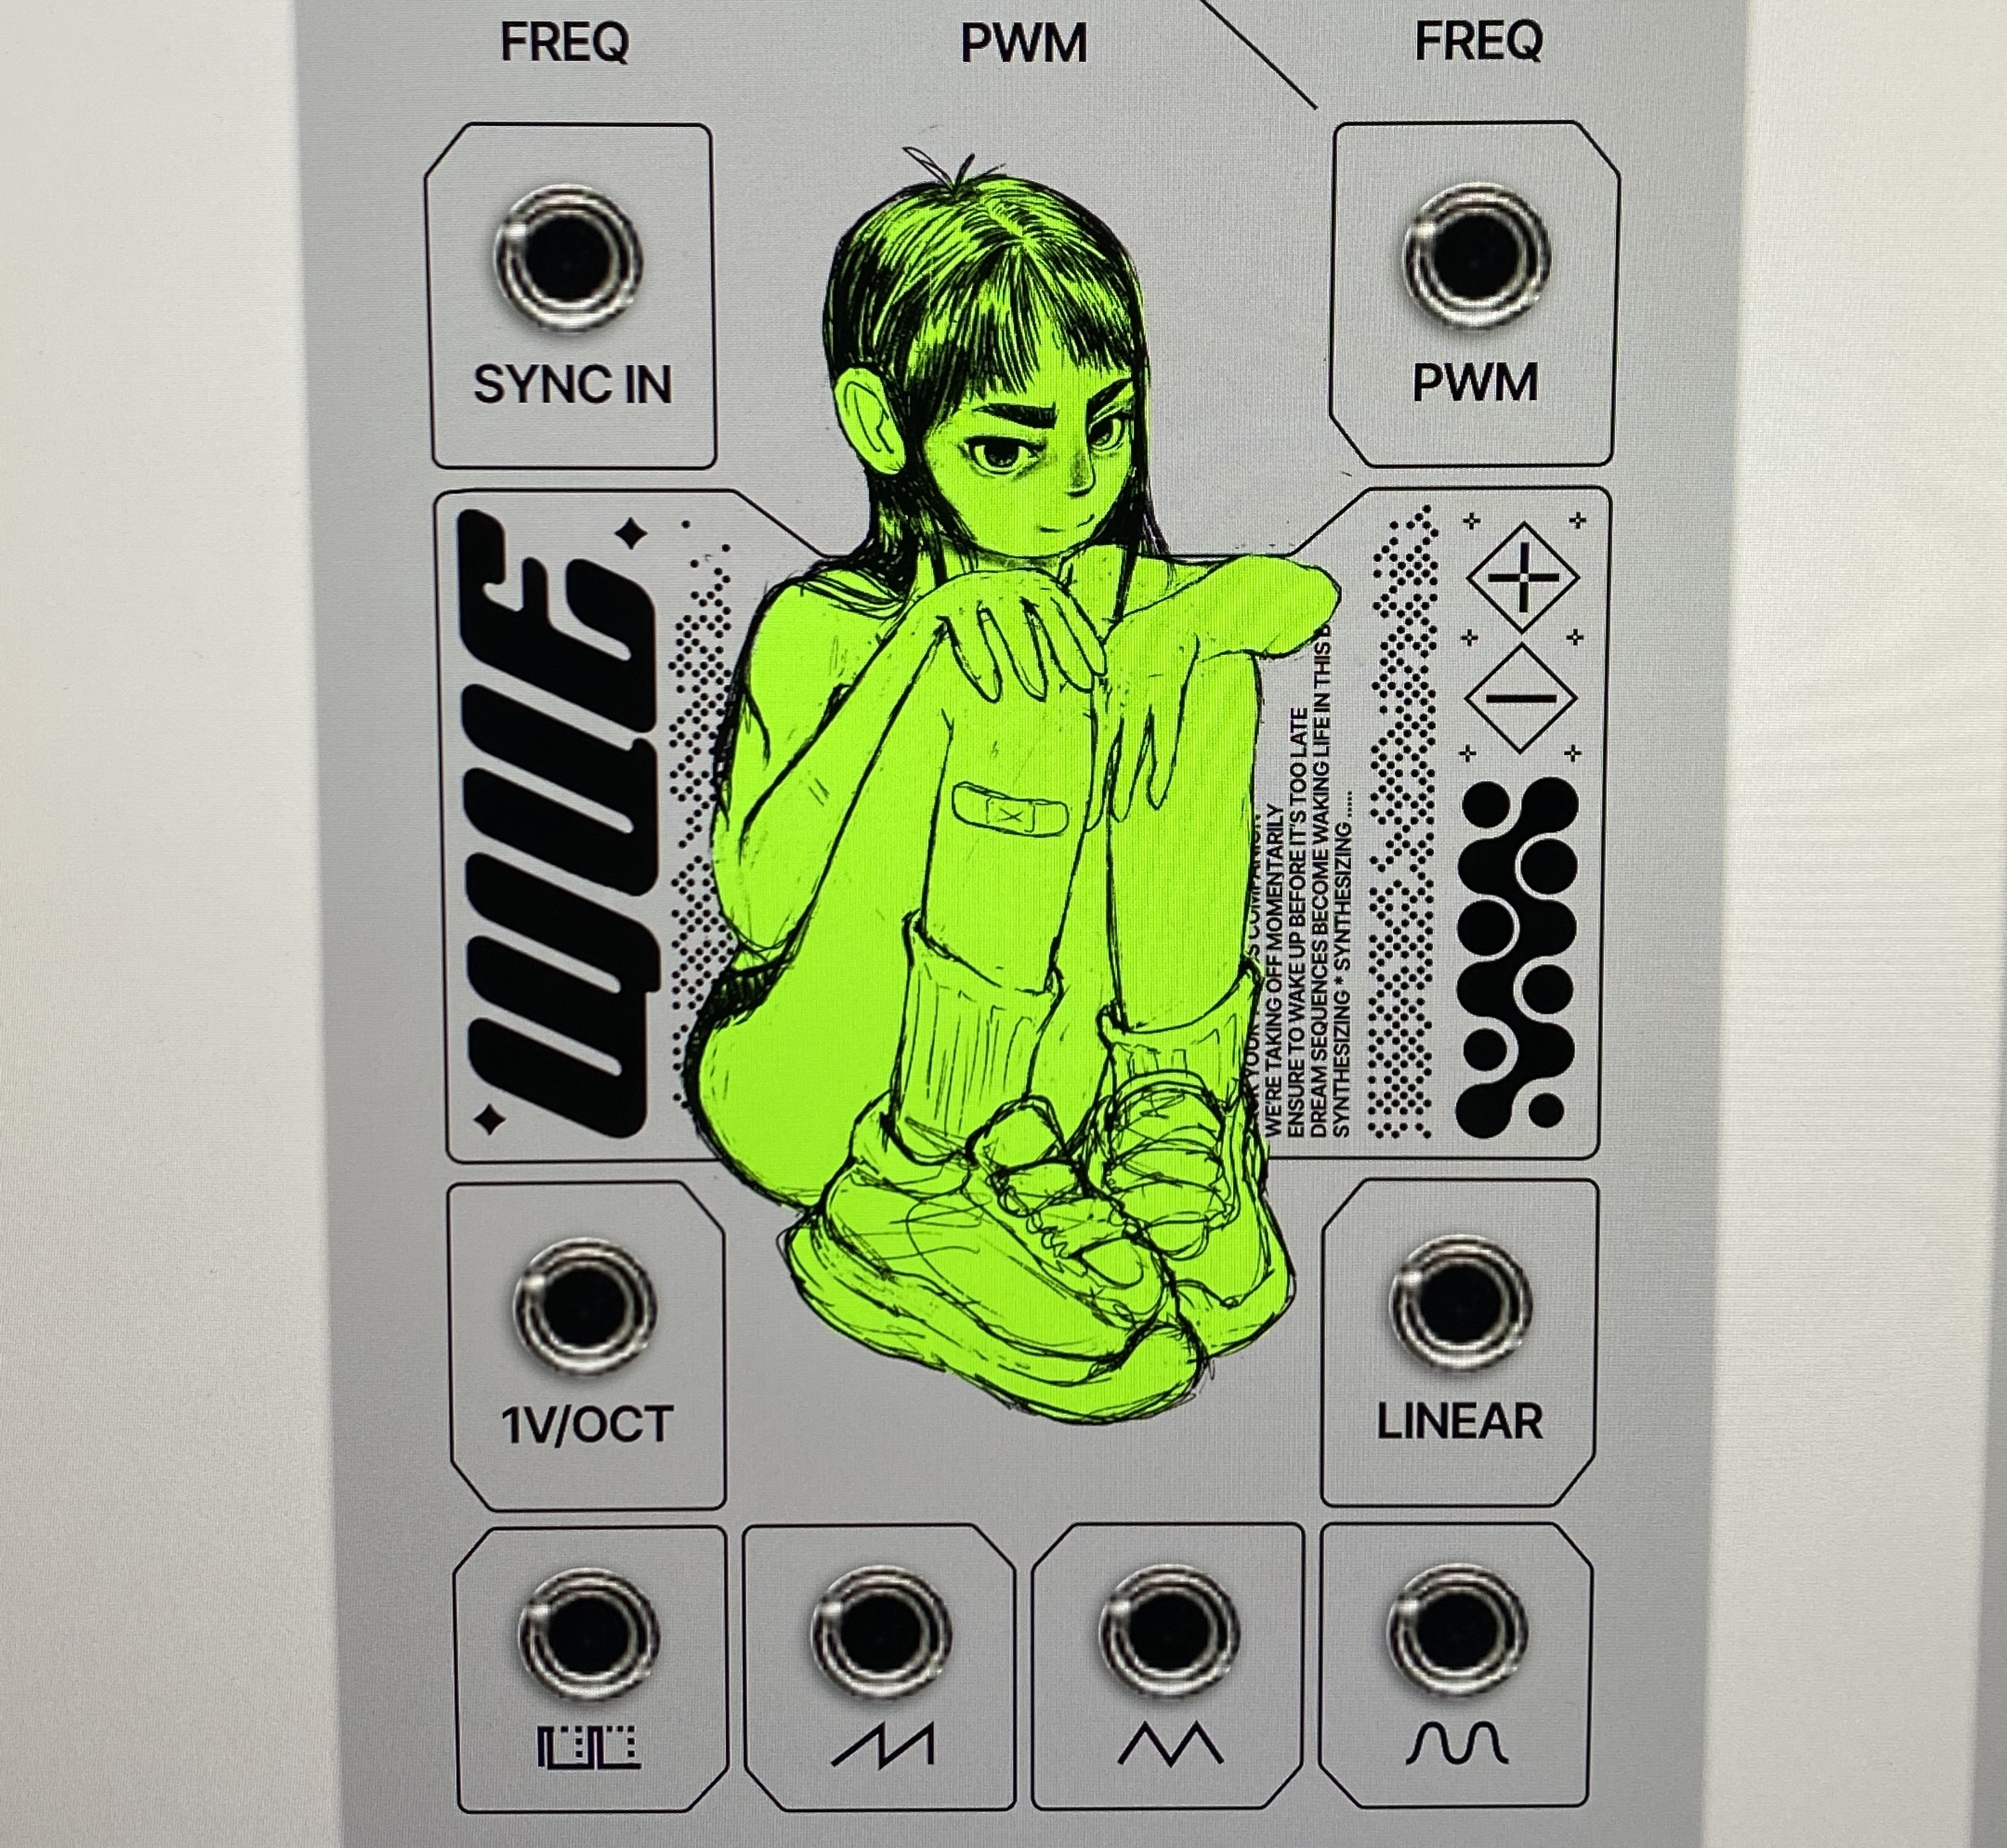 FREQ PWM FREQ
SYNC IN
PWM
WE'RE TAKING OFF MOMENTARILY
ENSURE TO WAKE UP BEFORE IT'S TOO LATE
DREAM SEQUENCES BECOME WAKING LIFE IN THIS
SYNTHESIZING * SYNTHESIZING .....
1V/OCT
LINEAR